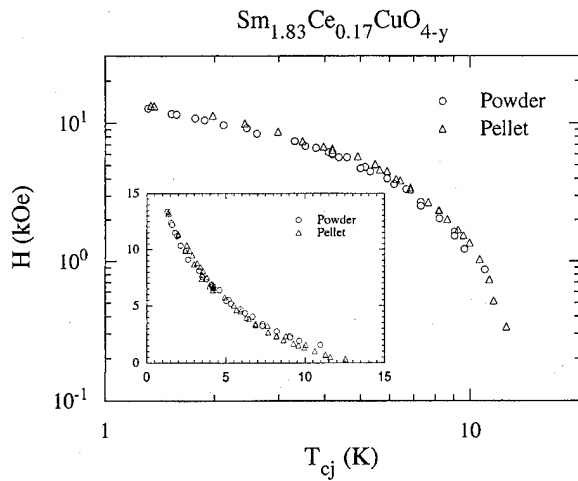 Sm₁.₈₃Ce₀.₁₇CuO₄₋y
Powder
Pellet
H (kOe)
10¹
10⁰
10⁻¹
15
10
5
0
Powder
Pellet
0 5 10 15
1 10
T_cj (K)